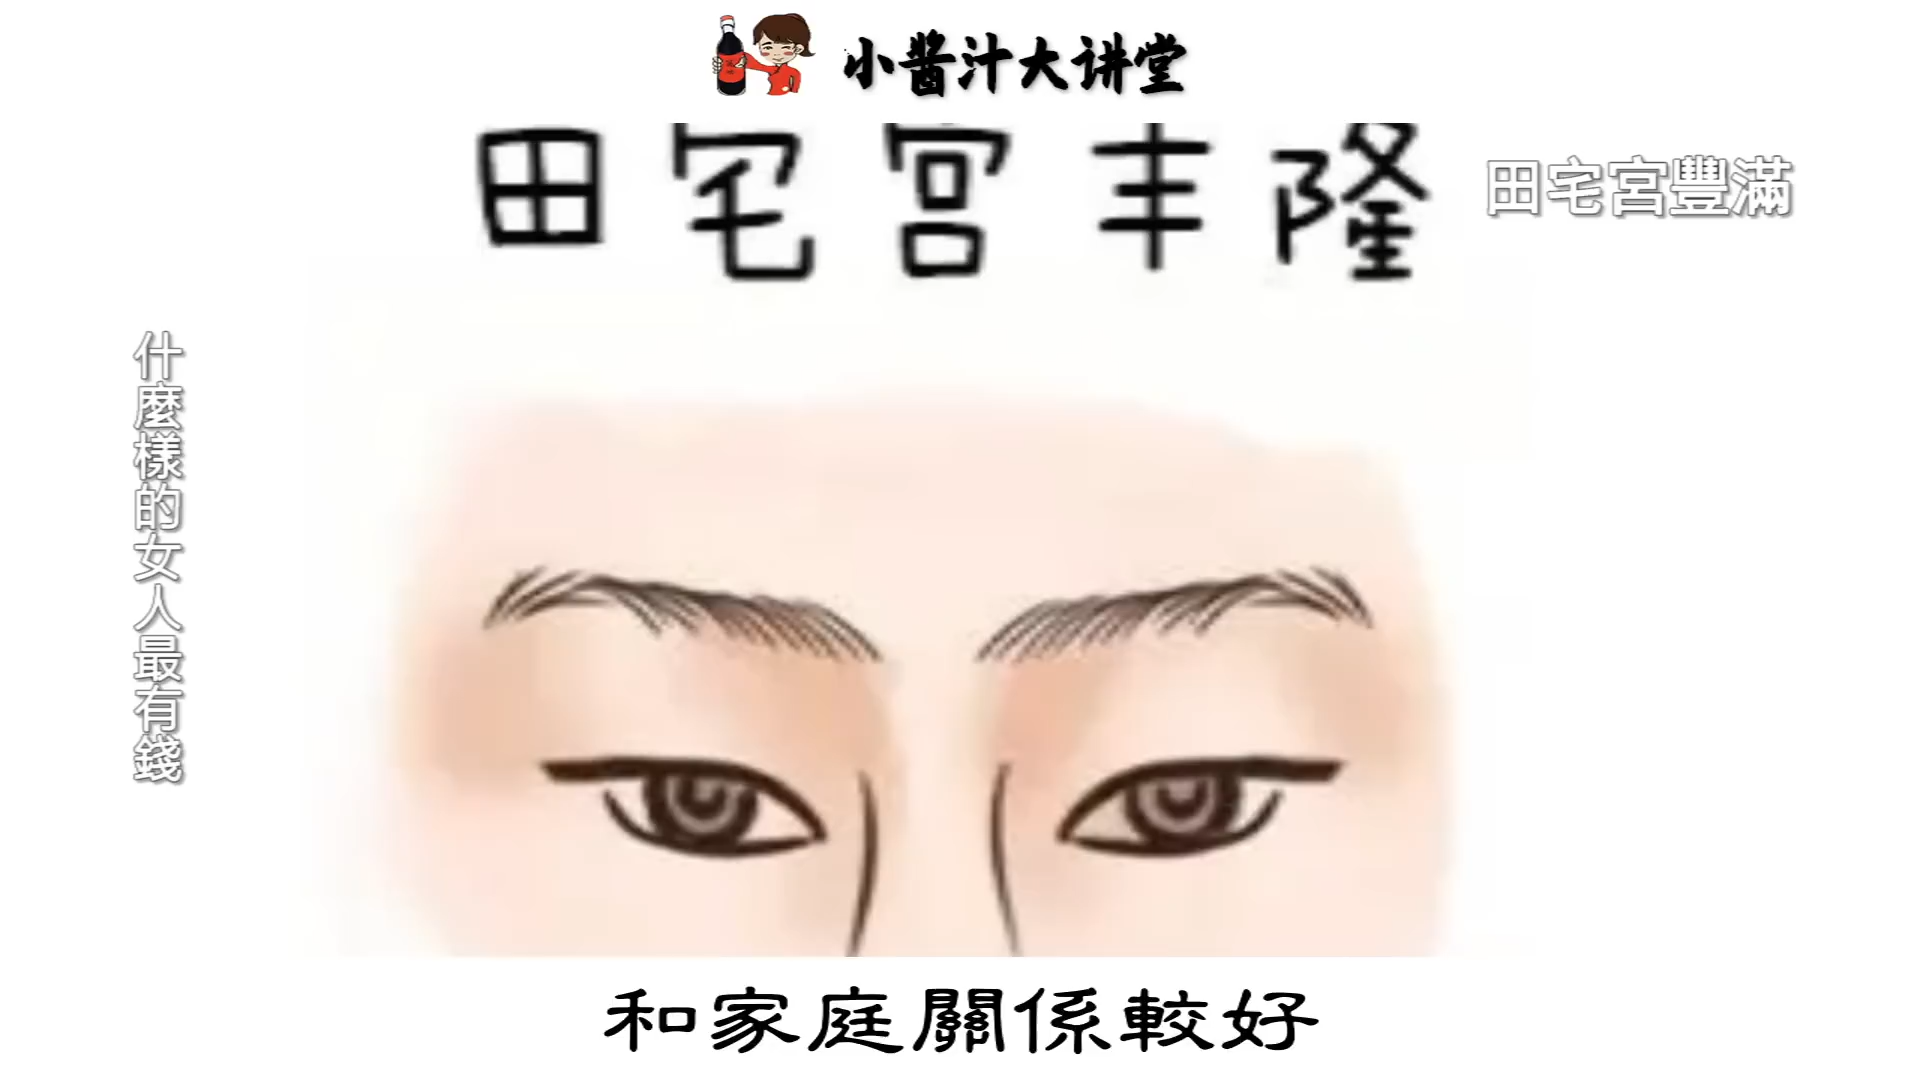 小酱汁大讲堂
田宅宫丰隆
田宅宮豐滿
什麼樣的女人最有錢
和家庭關係較好